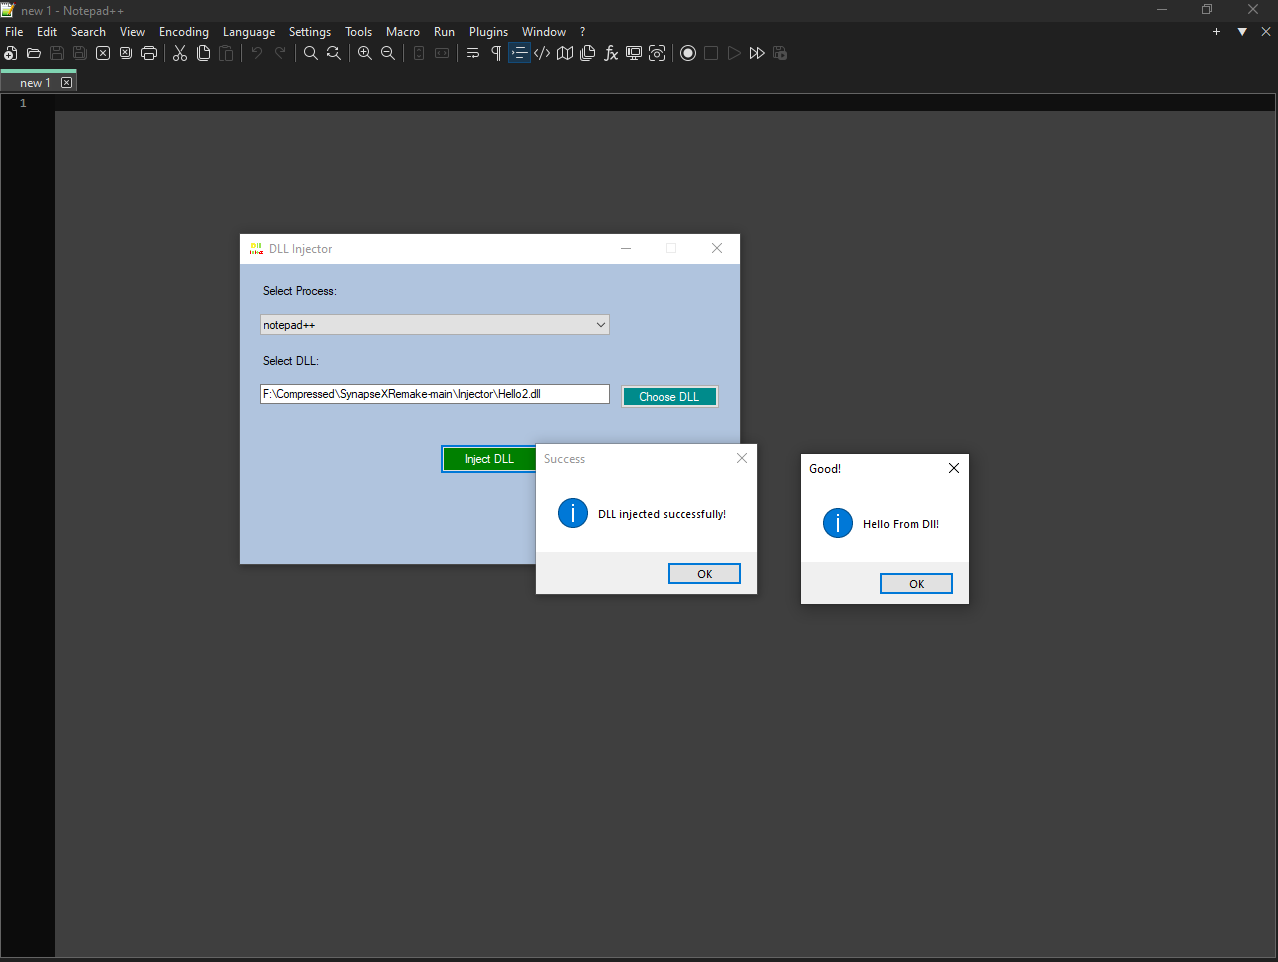 new 1 - Notepad++
File Edit Search View Encoding Language Settings Tools Macro Run Plugins Window ?
new 1
1
DLL Injector
Select Process:
notepad++
Select DLL:
F:\Compressed\SynapseXRemake-main\Injector\Hello2.dll
Choose DLL
Inject DLL
Success
DLL injected successfully!
OK
Good!
Hello From Dll!
OK